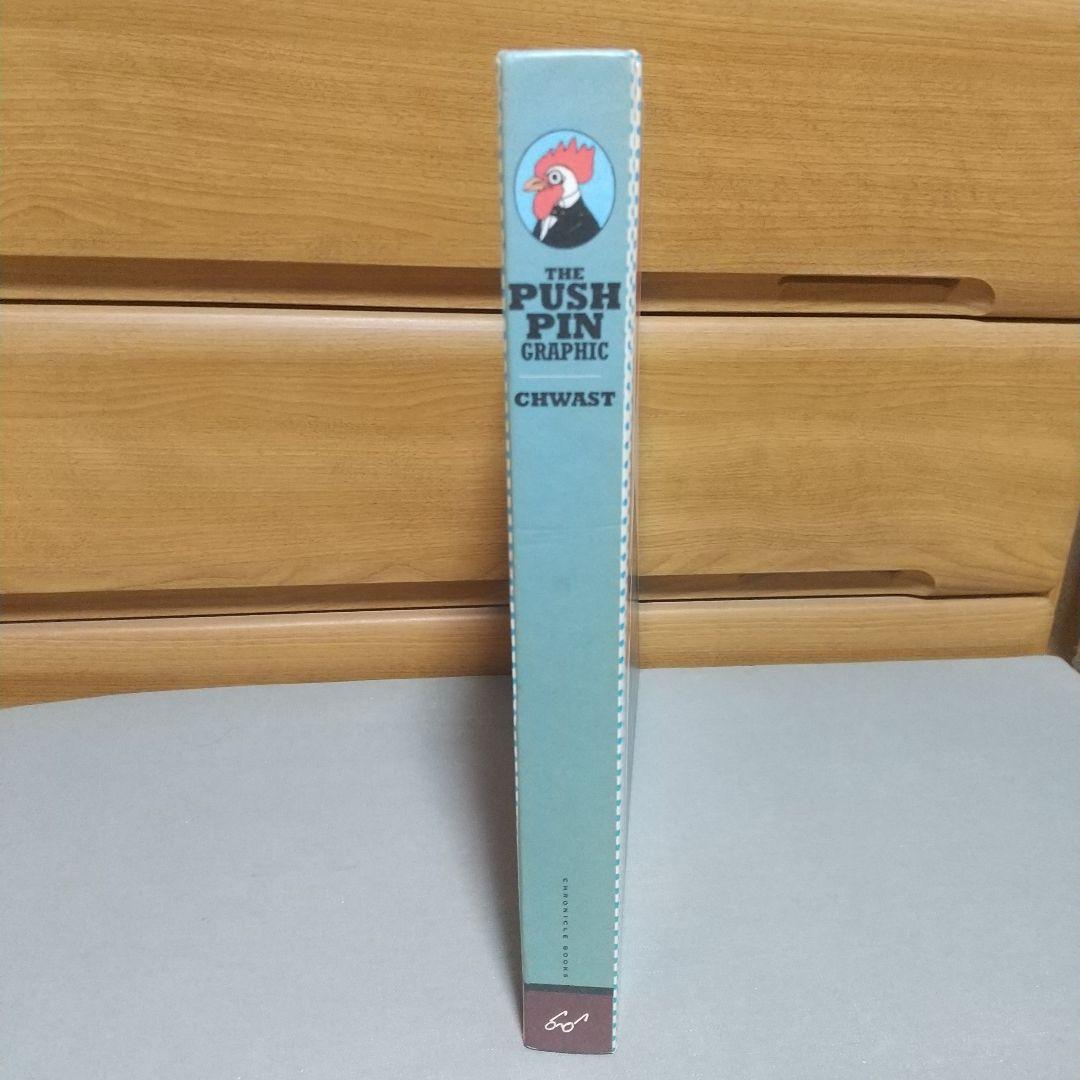 THE
PUSH
PIN
GRAPHIC
CHWAST
CHRONICLE BOOKS